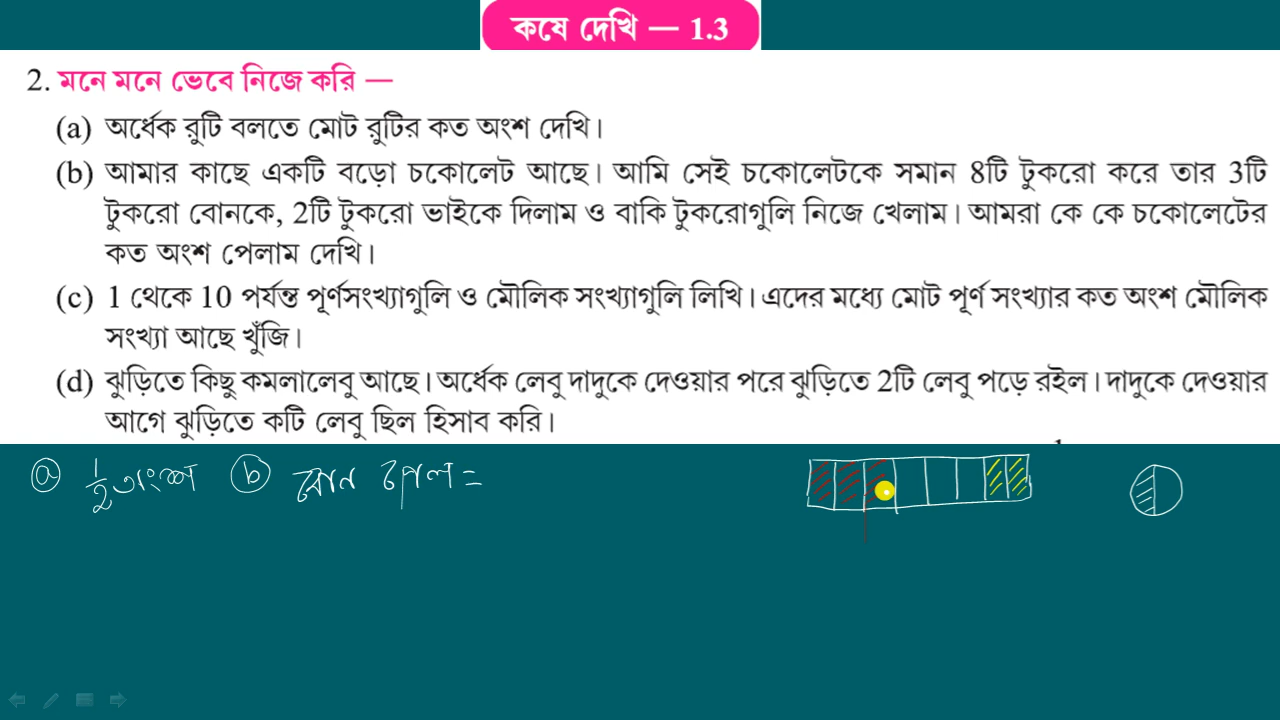 কষে দেখি — 1.3
2. মনে মনে ভেবে নিজে করি —
(a) অর্ধেক রুটি বলতে মোট রুটির কত অংশ দেখি।
(b) আমার কাছে একটি বড়ো চকোলেট আছে। আমি সেই চকোলেটকে সমান 8টি টুকরো করে তার 3টি
টুকরো বোনকে, 2টি টুকরো ভাইকে দিলাম ও বাকি টুকরোগুলি নিজে খেলাম। আমরা কে কে চকোলেটের
কত অংশ পেলাম দেখি।
(c) 1 থেকে 10 পর্যন্ত পূর্ণসংখ্যাগুলি ও মৌলিক সংখ্যাগুলি লিখি। এদের মধ্যে মোট পূর্ণ সংখ্যার কত অংশ মৌলিক
সংখ্যা আছে খুঁজি।
(d) ঝুড়িতে কিছু কমলালেবু আছে। অর্ধেক লেবু দাদুকে দেওয়ার পরে ঝুড়িতে 2টি লেবু পড়ে রইল। দাদুকে দেওয়ার
আগে ঝুড়িতে কটি লেবু ছিল হিসাব করি।
ⓐ 1/2 অংশ ⓑ বোন পেল =